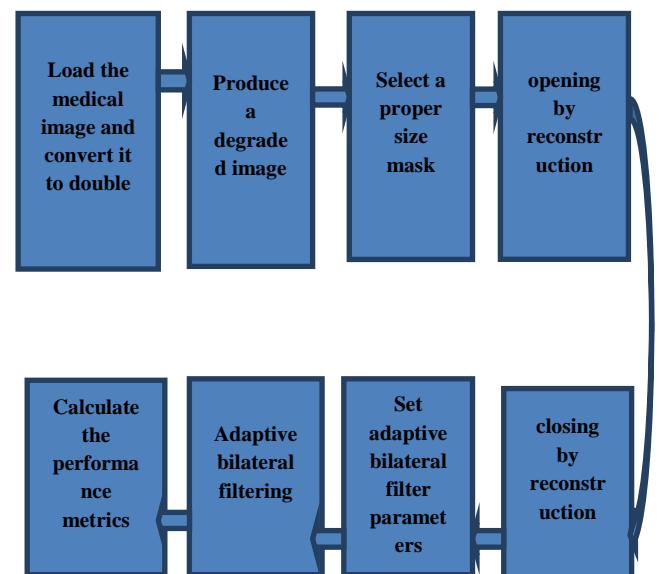 Load the
medical
image and
convert it
to double
Produce
a
degrade
d image
Select a
proper
size
mask
opening
by
reconstr
uction
closing
by
reconstr
uction
Set
adaptive
bilateral
filter
paramet
ers
Adaptive
bilateral
filtering
Calculate
the
performa
nce
metrics